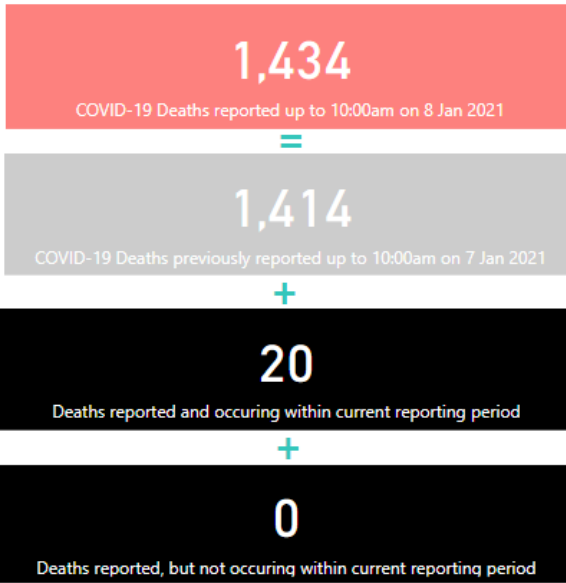 1,434
COVID-19 Deaths reported up to 10:00am on 8 Jan 2021
=
1,414
COVID-19 Deaths previously reported up to 10:00am on 7 Jan 2021
+
20
Deaths reported and occuring within current reporting period
+
0
Deaths reported, but not occuring within current reporting period